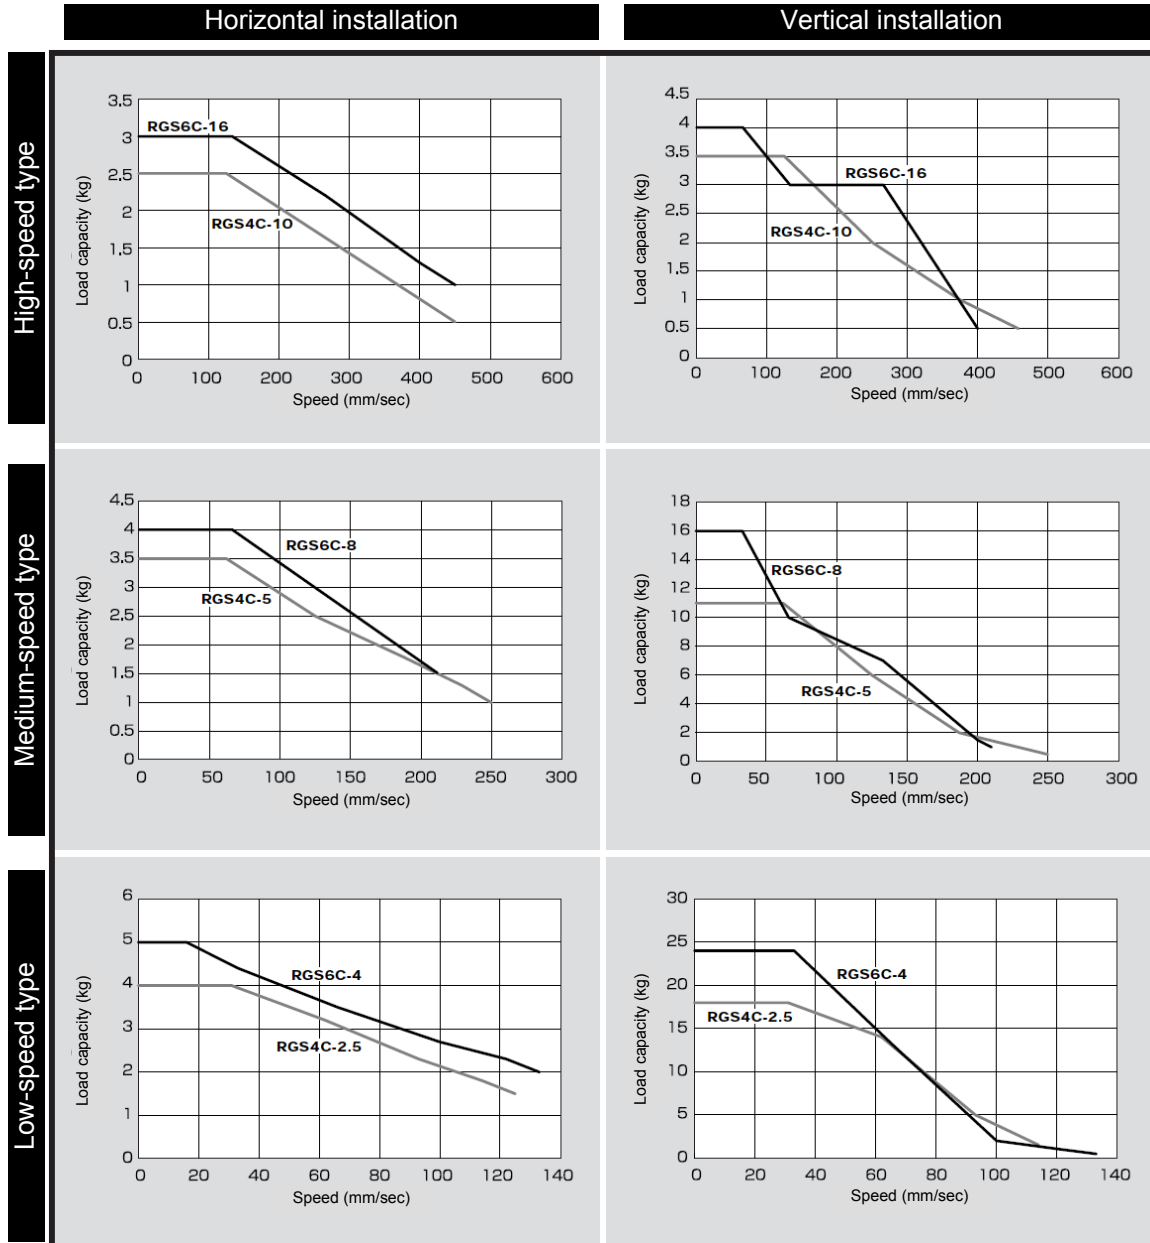 Horizontal installation
Vertical installation
High-speed type
Load capacity (kg)
3.5
3
2.5
2
1.5
1
0.5
0
RGS6C-16
RGS4C-10
0 100 200 300 400 500 600
Speed (mm/sec)
Load capacity (kg)
4.5
4
3.5
3
2.5
2
1.5
1
0.5
0
RGS6C-16
RGS4C-10
0 100 200 300 400 500 600
Speed (mm/sec)
Medium-speed type
Load capacity (kg)
4.5
4
3.5
3
2.5
2
1.5
1
0.5
0
RGS6C-8
RGS4C-5
0 50 100 150 200 250 300
Speed (mm/sec)
Load capacity (kg)
18
16
14
12
10
8
6
4
2
0
RGS6C-8
RGS4C-5
0 50 100 150 200 250 300
Speed (mm/sec)
Low-speed type
Load capacity (kg)
6
5
4
3
2
1
0
RGS6C-4
RGS4C-2.5
0 20 40 60 80 100 120 140
Speed (mm/sec)
Load capacity (kg)
30
25
20
15
10
5
0
RGS6C-4
RGS4C-2.5
0 20 40 60 80 100 120 140
Speed (mm/sec)